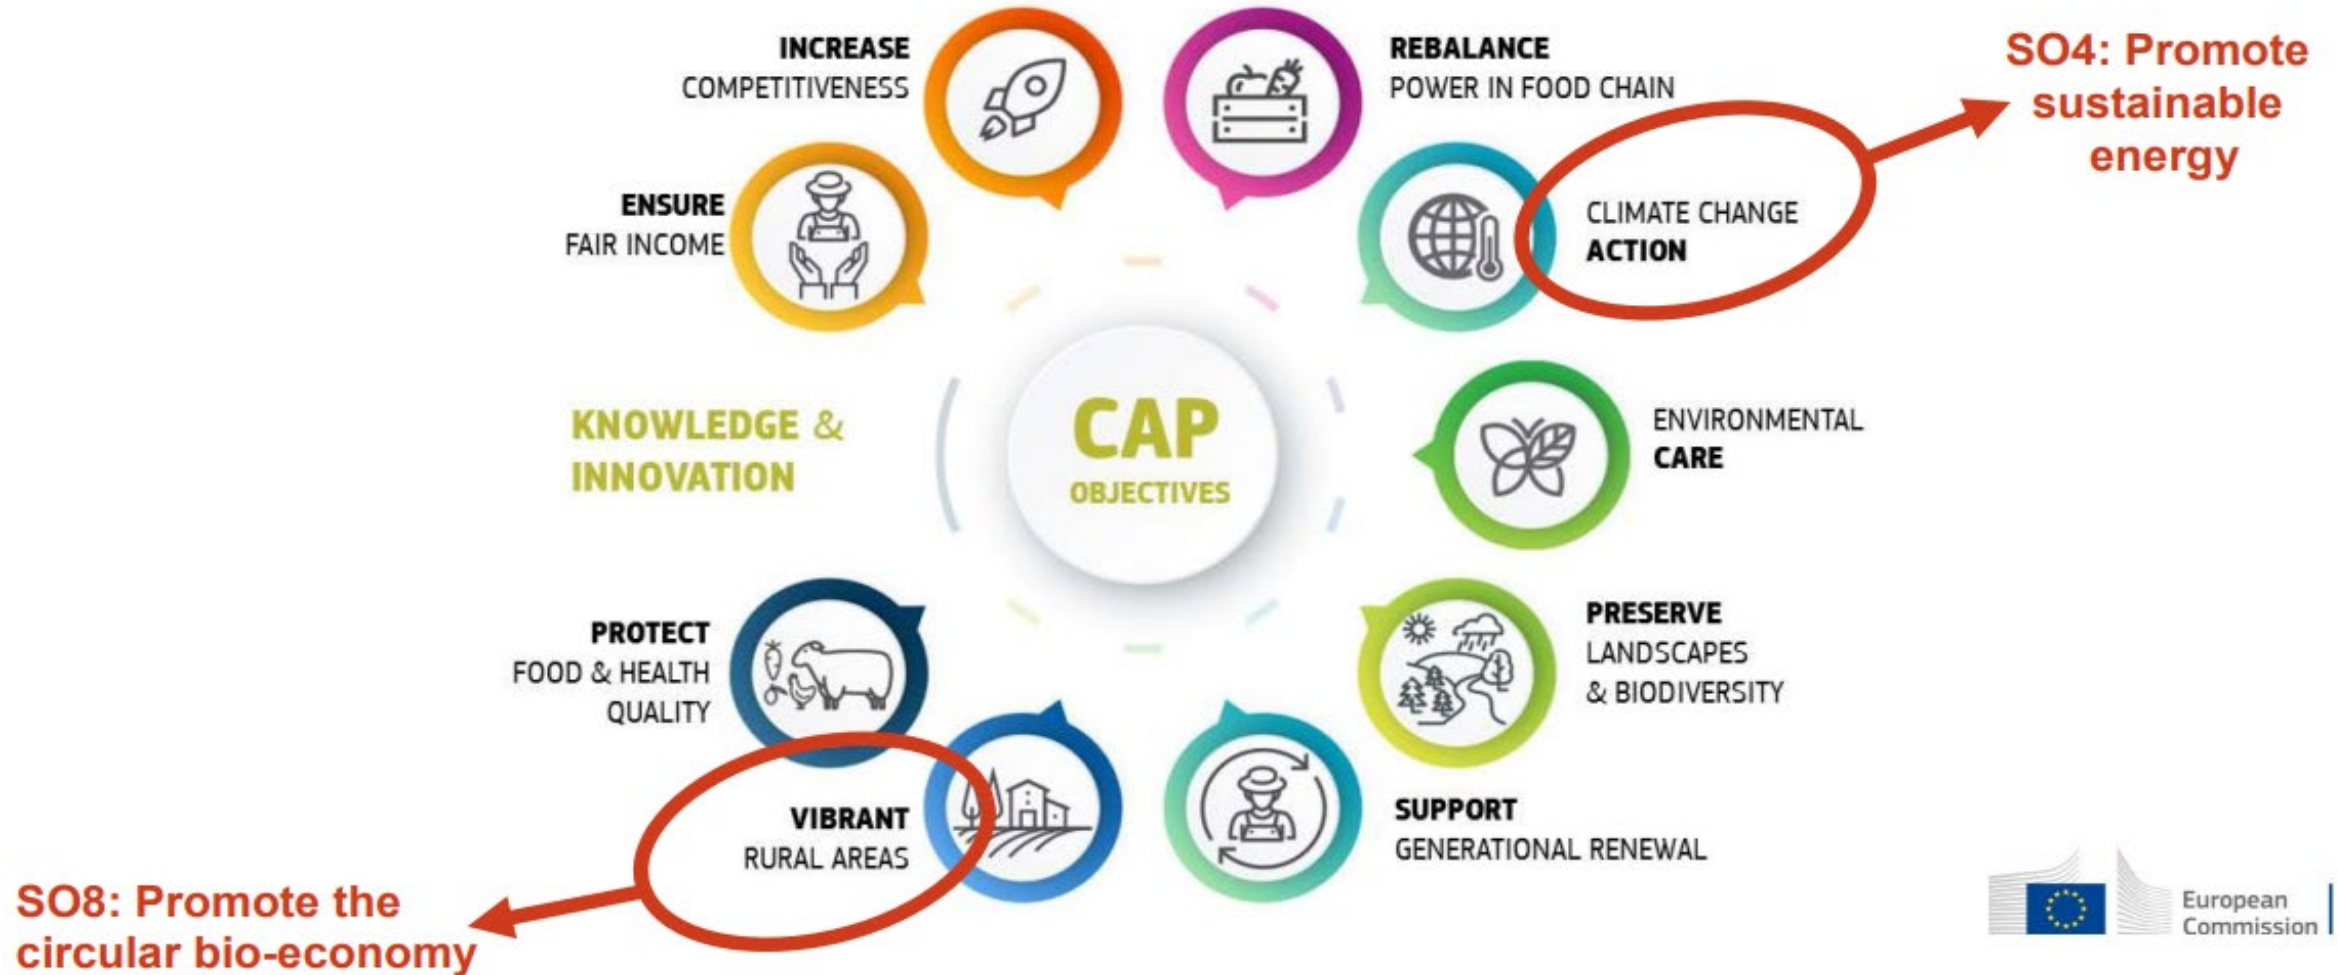 INCREASE
COMPETITIVENESS
REBALANCE
POWER IN FOOD CHAIN
SO4: Promote
sustainable
energy
ENSURE
FAIR INCOME
CLIMATE CHANGE
ACTION
KNOWLEDGE &
INNOVATION
CAP
OBJECTIVES
ENVIRONMENTAL
CARE
PROTECT
FOOD & HEALTH
QUALITY
PRESERVE
LANDSCAPES
& BIODIVERSITY
VIBRANT
RURAL AREAS
SUPPORT
GENERATIONAL RENEWAL
SO8: Promote the
circular bio-economy
European
Commission